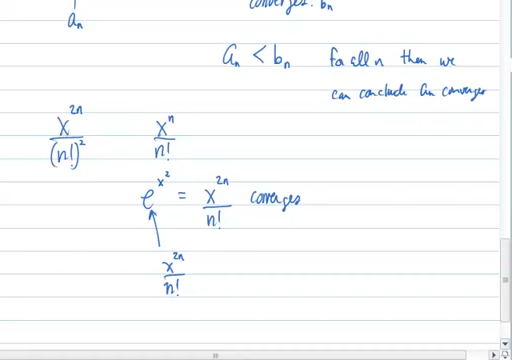 converges. bn
an
an < bn for all n then we
can conclude an converges
x^2n/(n!)^2 x^n/n!
e^x^2 = x^2n/n! converges
x^2n/n!